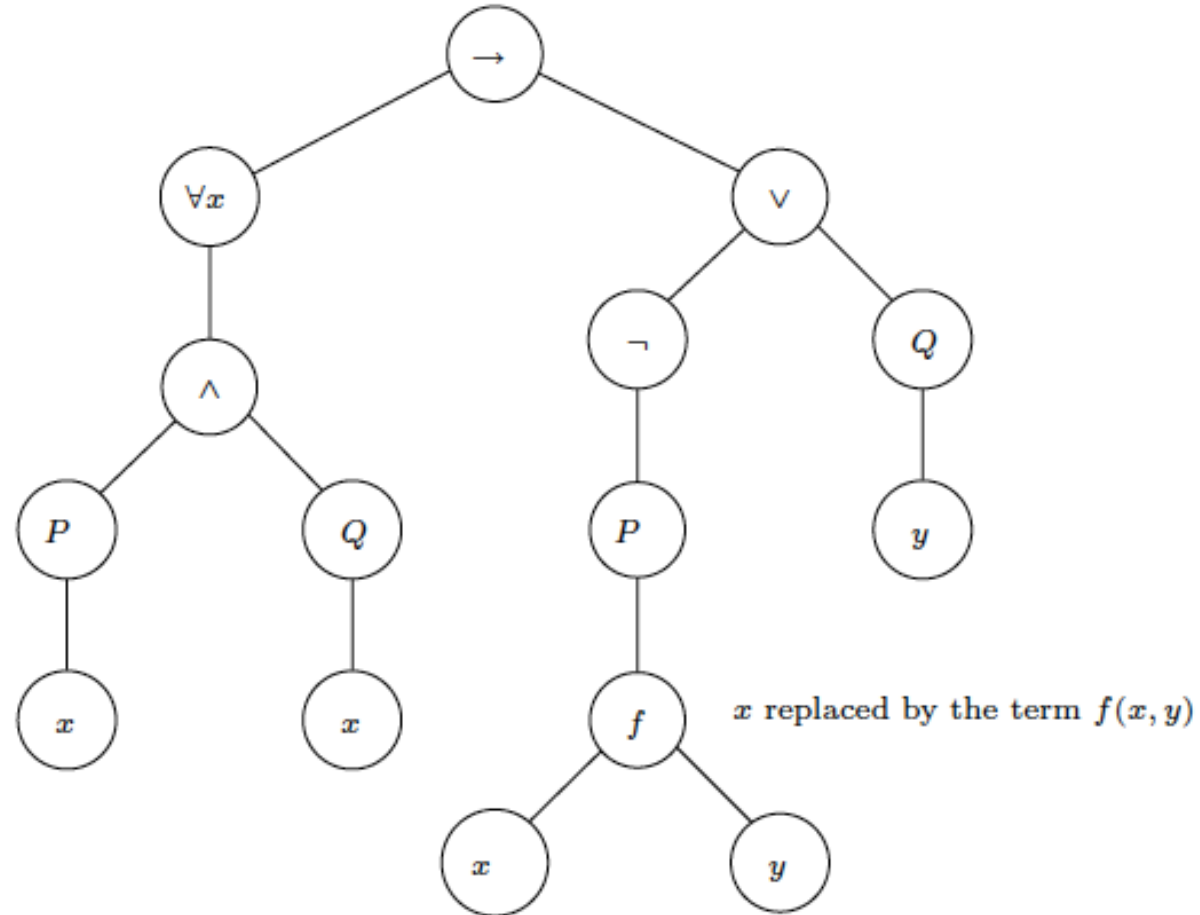 →
∀x ∨
¬ Q
∧
P Q P y
x x f x replaced by the term f(x, y)
x y